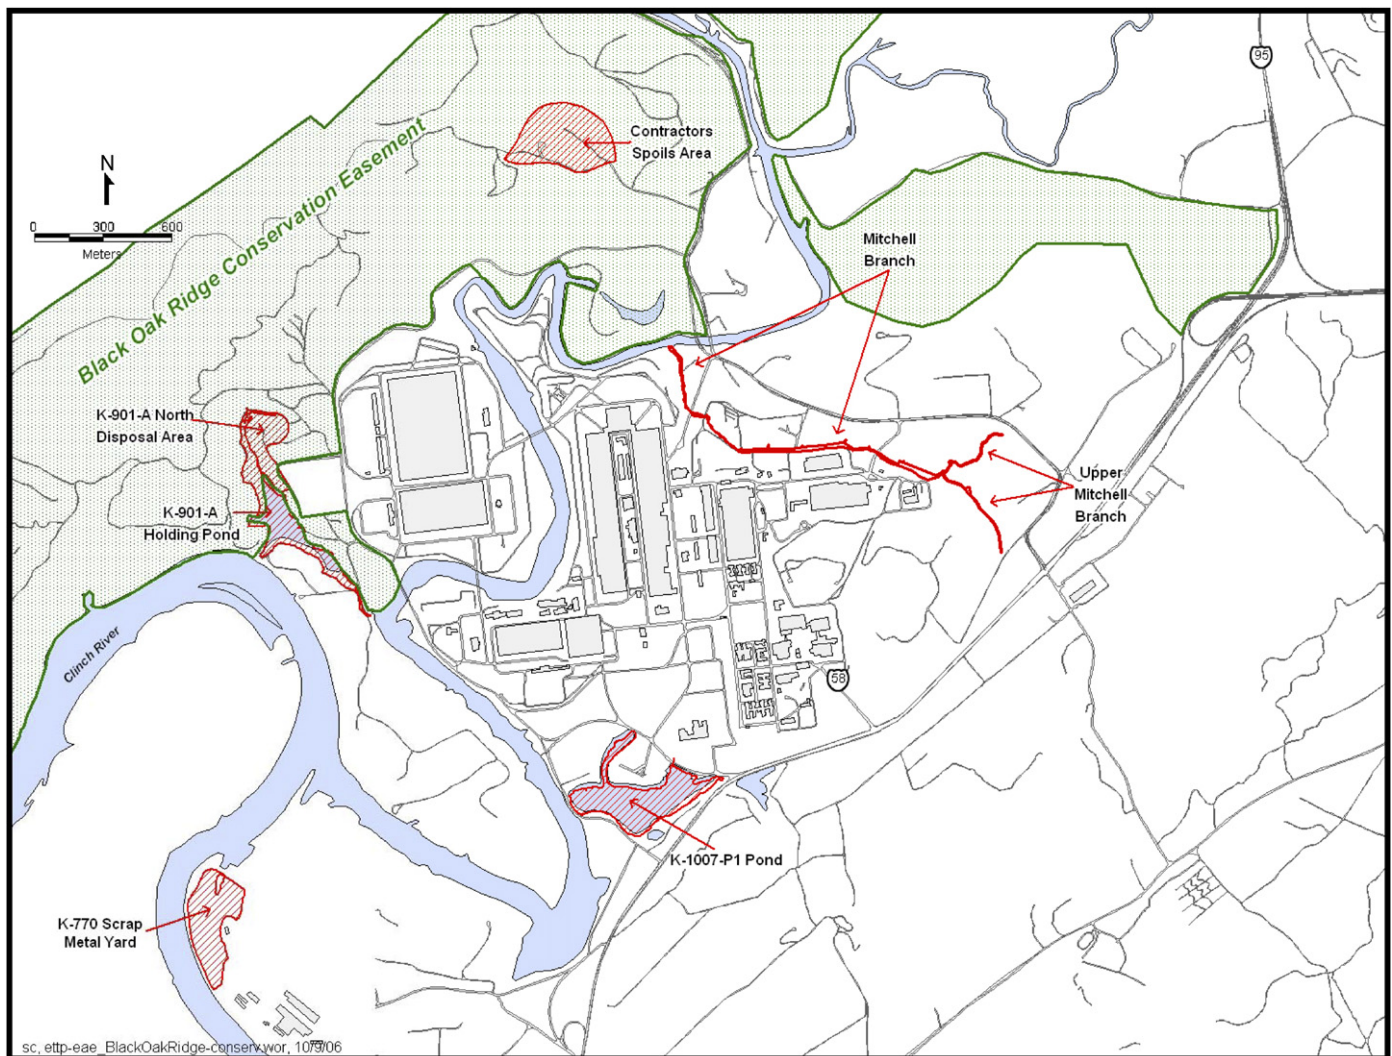 95
Contractors
Spoils Area
N
0 300 600
Meters
Black Oak Ridge Conservation Easement
Mitchell
Branch
K-901-A North
Disposal Area
K-901-A
Holding Pond
Upper
Mitchell
Branch
Clinch River
58
K-1007-P1 Pond
K-770 Scrap
Metal Yard
sc, ettp-eae_BlackOakRidge-conserv.wor, 10/9/06